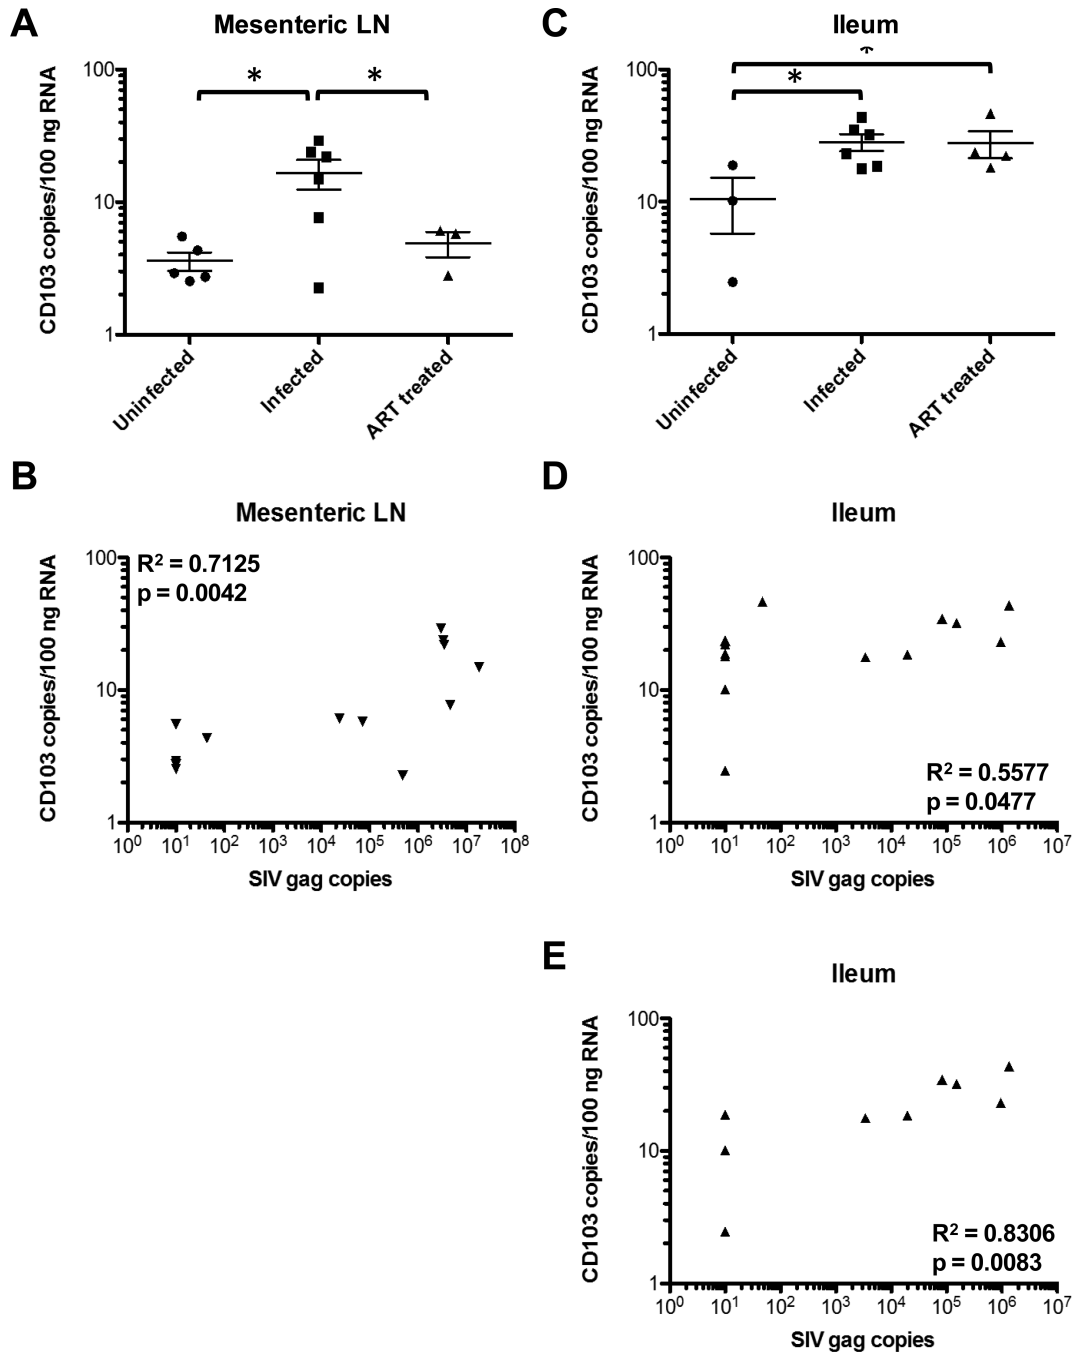 A
Mesenteric LN
CD103 copies/100 ng RNA
100
10
1
*
*
Uninfected
Infected
ART treated
C
Ileum
CD103 copies/100 ng RNA
100
10
1
*
*
Uninfected
Infected
ART treated
B
Mesenteric LN
CD103 copies/100 ng RNA
R² = 0.7125
p = 0.0042
100
10
1
10⁰ 10¹ 10² 10³ 10⁴ 10⁵ 10⁶ 10⁷ 10⁸
SIV gag copies
D
Ileum
CD103 copies/100 ng RNA
100
10
1
R² = 0.5577
p = 0.0477
10⁰ 10¹ 10² 10³ 10⁴ 10⁵ 10⁶ 10⁷
SIV gag copies
E
Ileum
CD103 copies/100 ng RNA
100
10
1
R² = 0.8306
p = 0.0083
10⁰ 10¹ 10² 10³ 10⁴ 10⁵ 10⁶ 10⁷
SIV gag copies